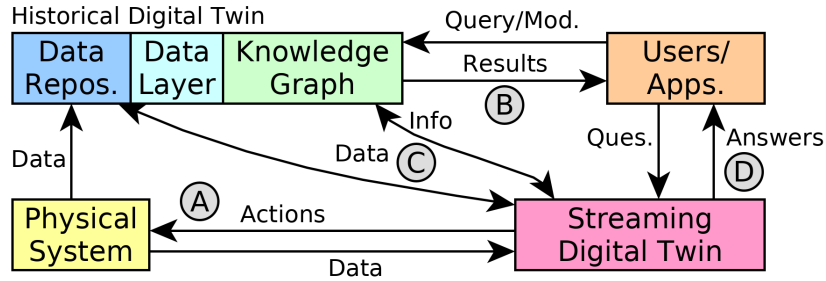 Historical Digital Twin
Data
Repos.
Data
Layer
Knowledge
Graph
Query/Mod.
Results
B
Users/
Apps.
Data
Data
C
Info
Ques.
Answers
D
A
Physical
System
Actions
Data
Streaming
Digital Twin